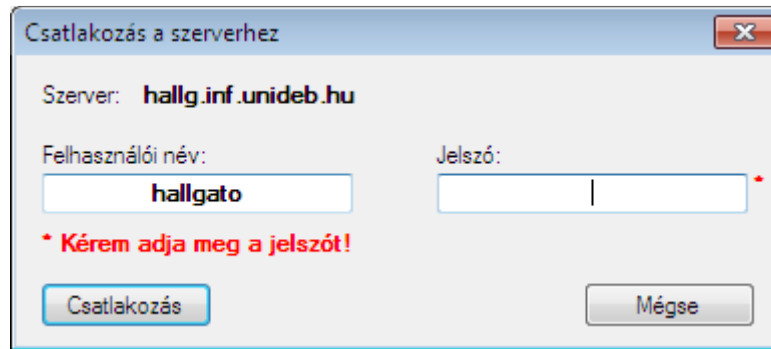 Csatlakozás a szerverhez
Szerver: hallg.inf.unideb.hu
Felhasználói név: Jelszó:
hallgato *
* Kérem adja meg a jelszót!
Csatlakozás Mégse